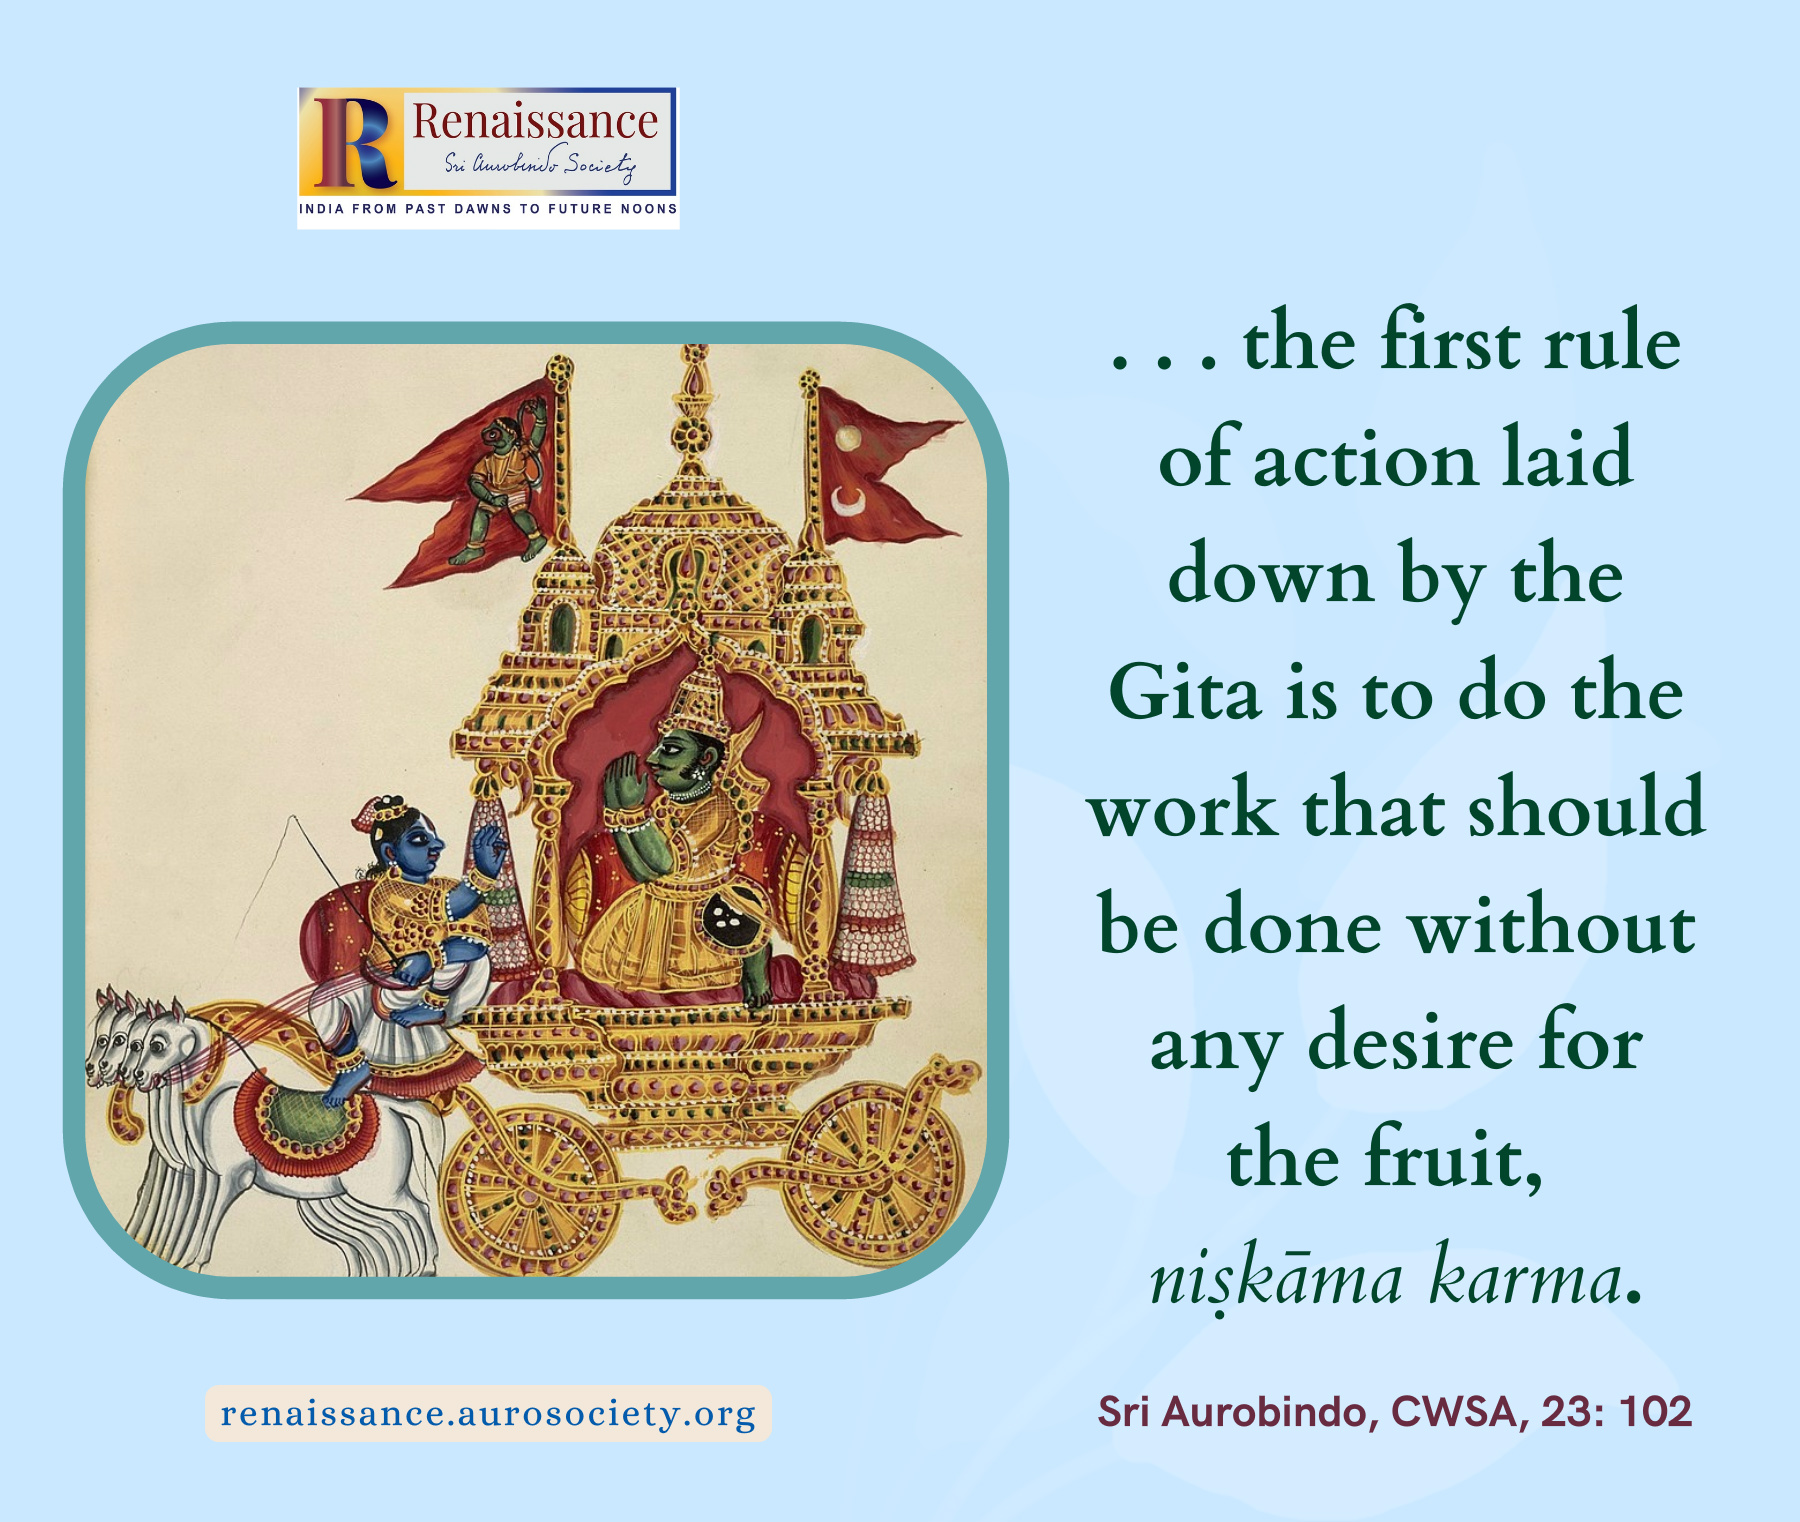 R Renaissance
Sri Aurobindo Society
INDIA FROM PAST DAWNS TO FUTURE NOONS
. . . the first rule
of action laid
down by the
Gita is to do the
work that should
be done without
any desire for
the fruit,
niṣkāma karma.
renaissance.aurosociety.org
Sri Aurobindo, CWSA, 23: 102